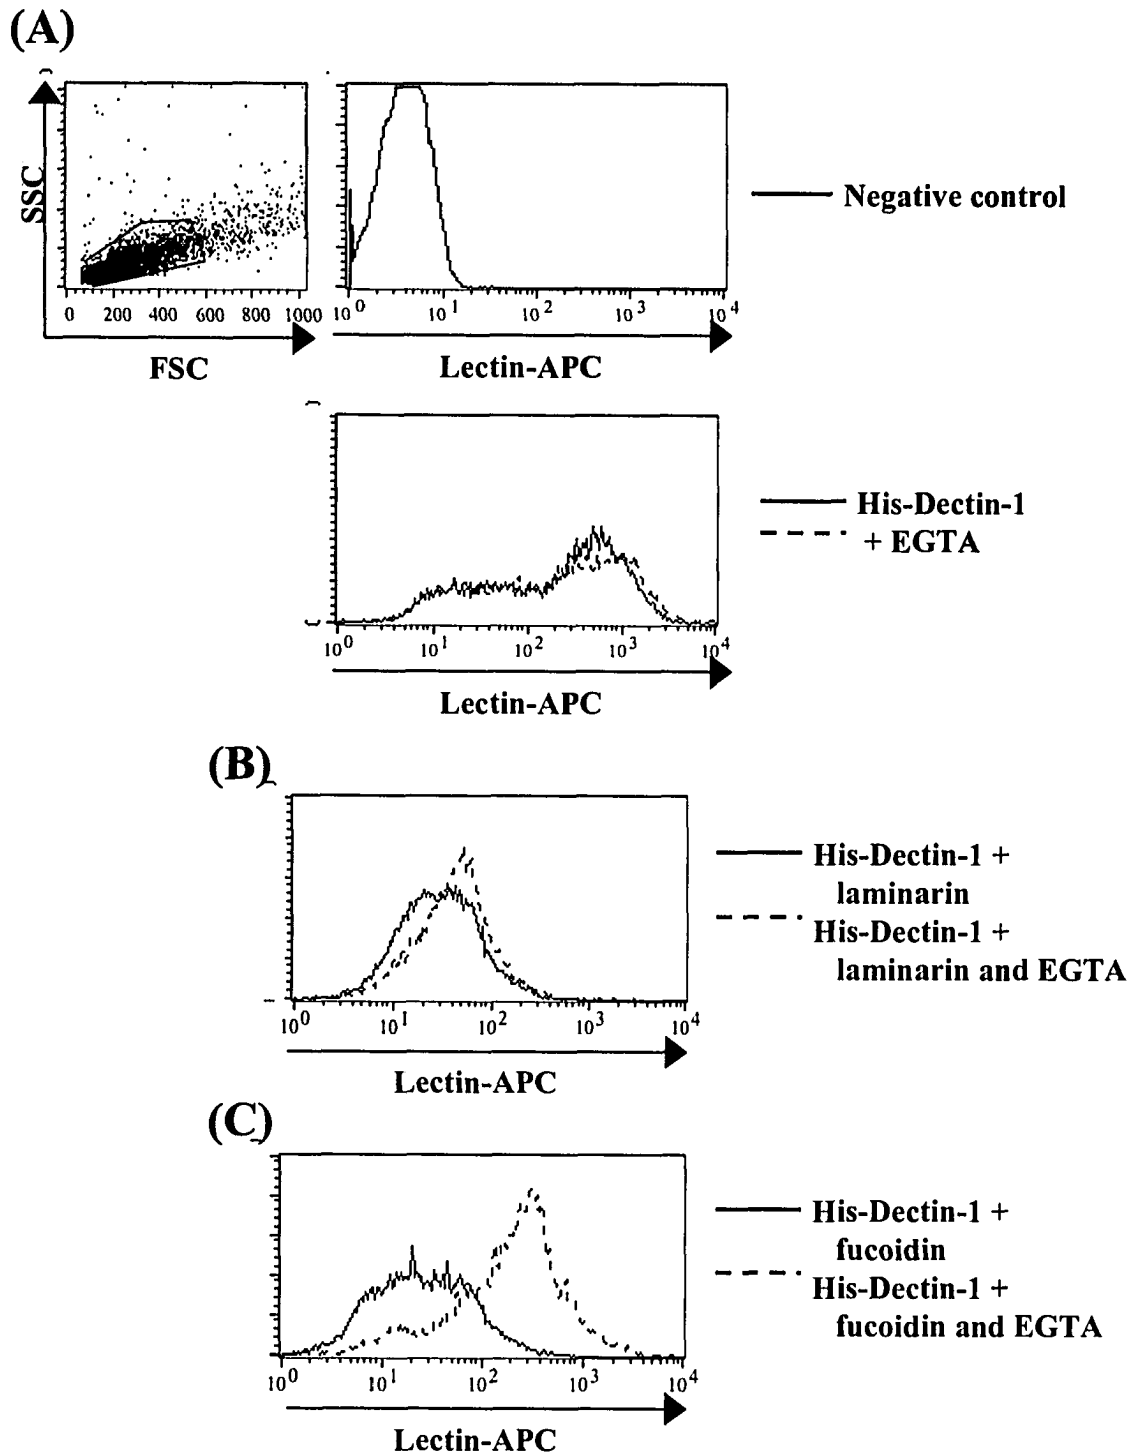 (A)
SSC
0 200 400 600 800 1000
FSC
10^0 10^1 10^2 10^3 10^4
Lectin-APC
Negative control
10^0 10^1 10^2 10^3 10^4
Lectin-APC
His-Dectin-1
+ EGTA
(B)
10^0 10^1 10^2 10^3 10^4
Lectin-APC
His-Dectin-1 +
laminarin
His-Dectin-1 +
laminarin and EGTA
(C)
10^0 10^1 10^2 10^3 10^4
Lectin-APC
His-Dectin-1 +
fucoidin
His-Dectin-1 +
fucoidin and EGTA